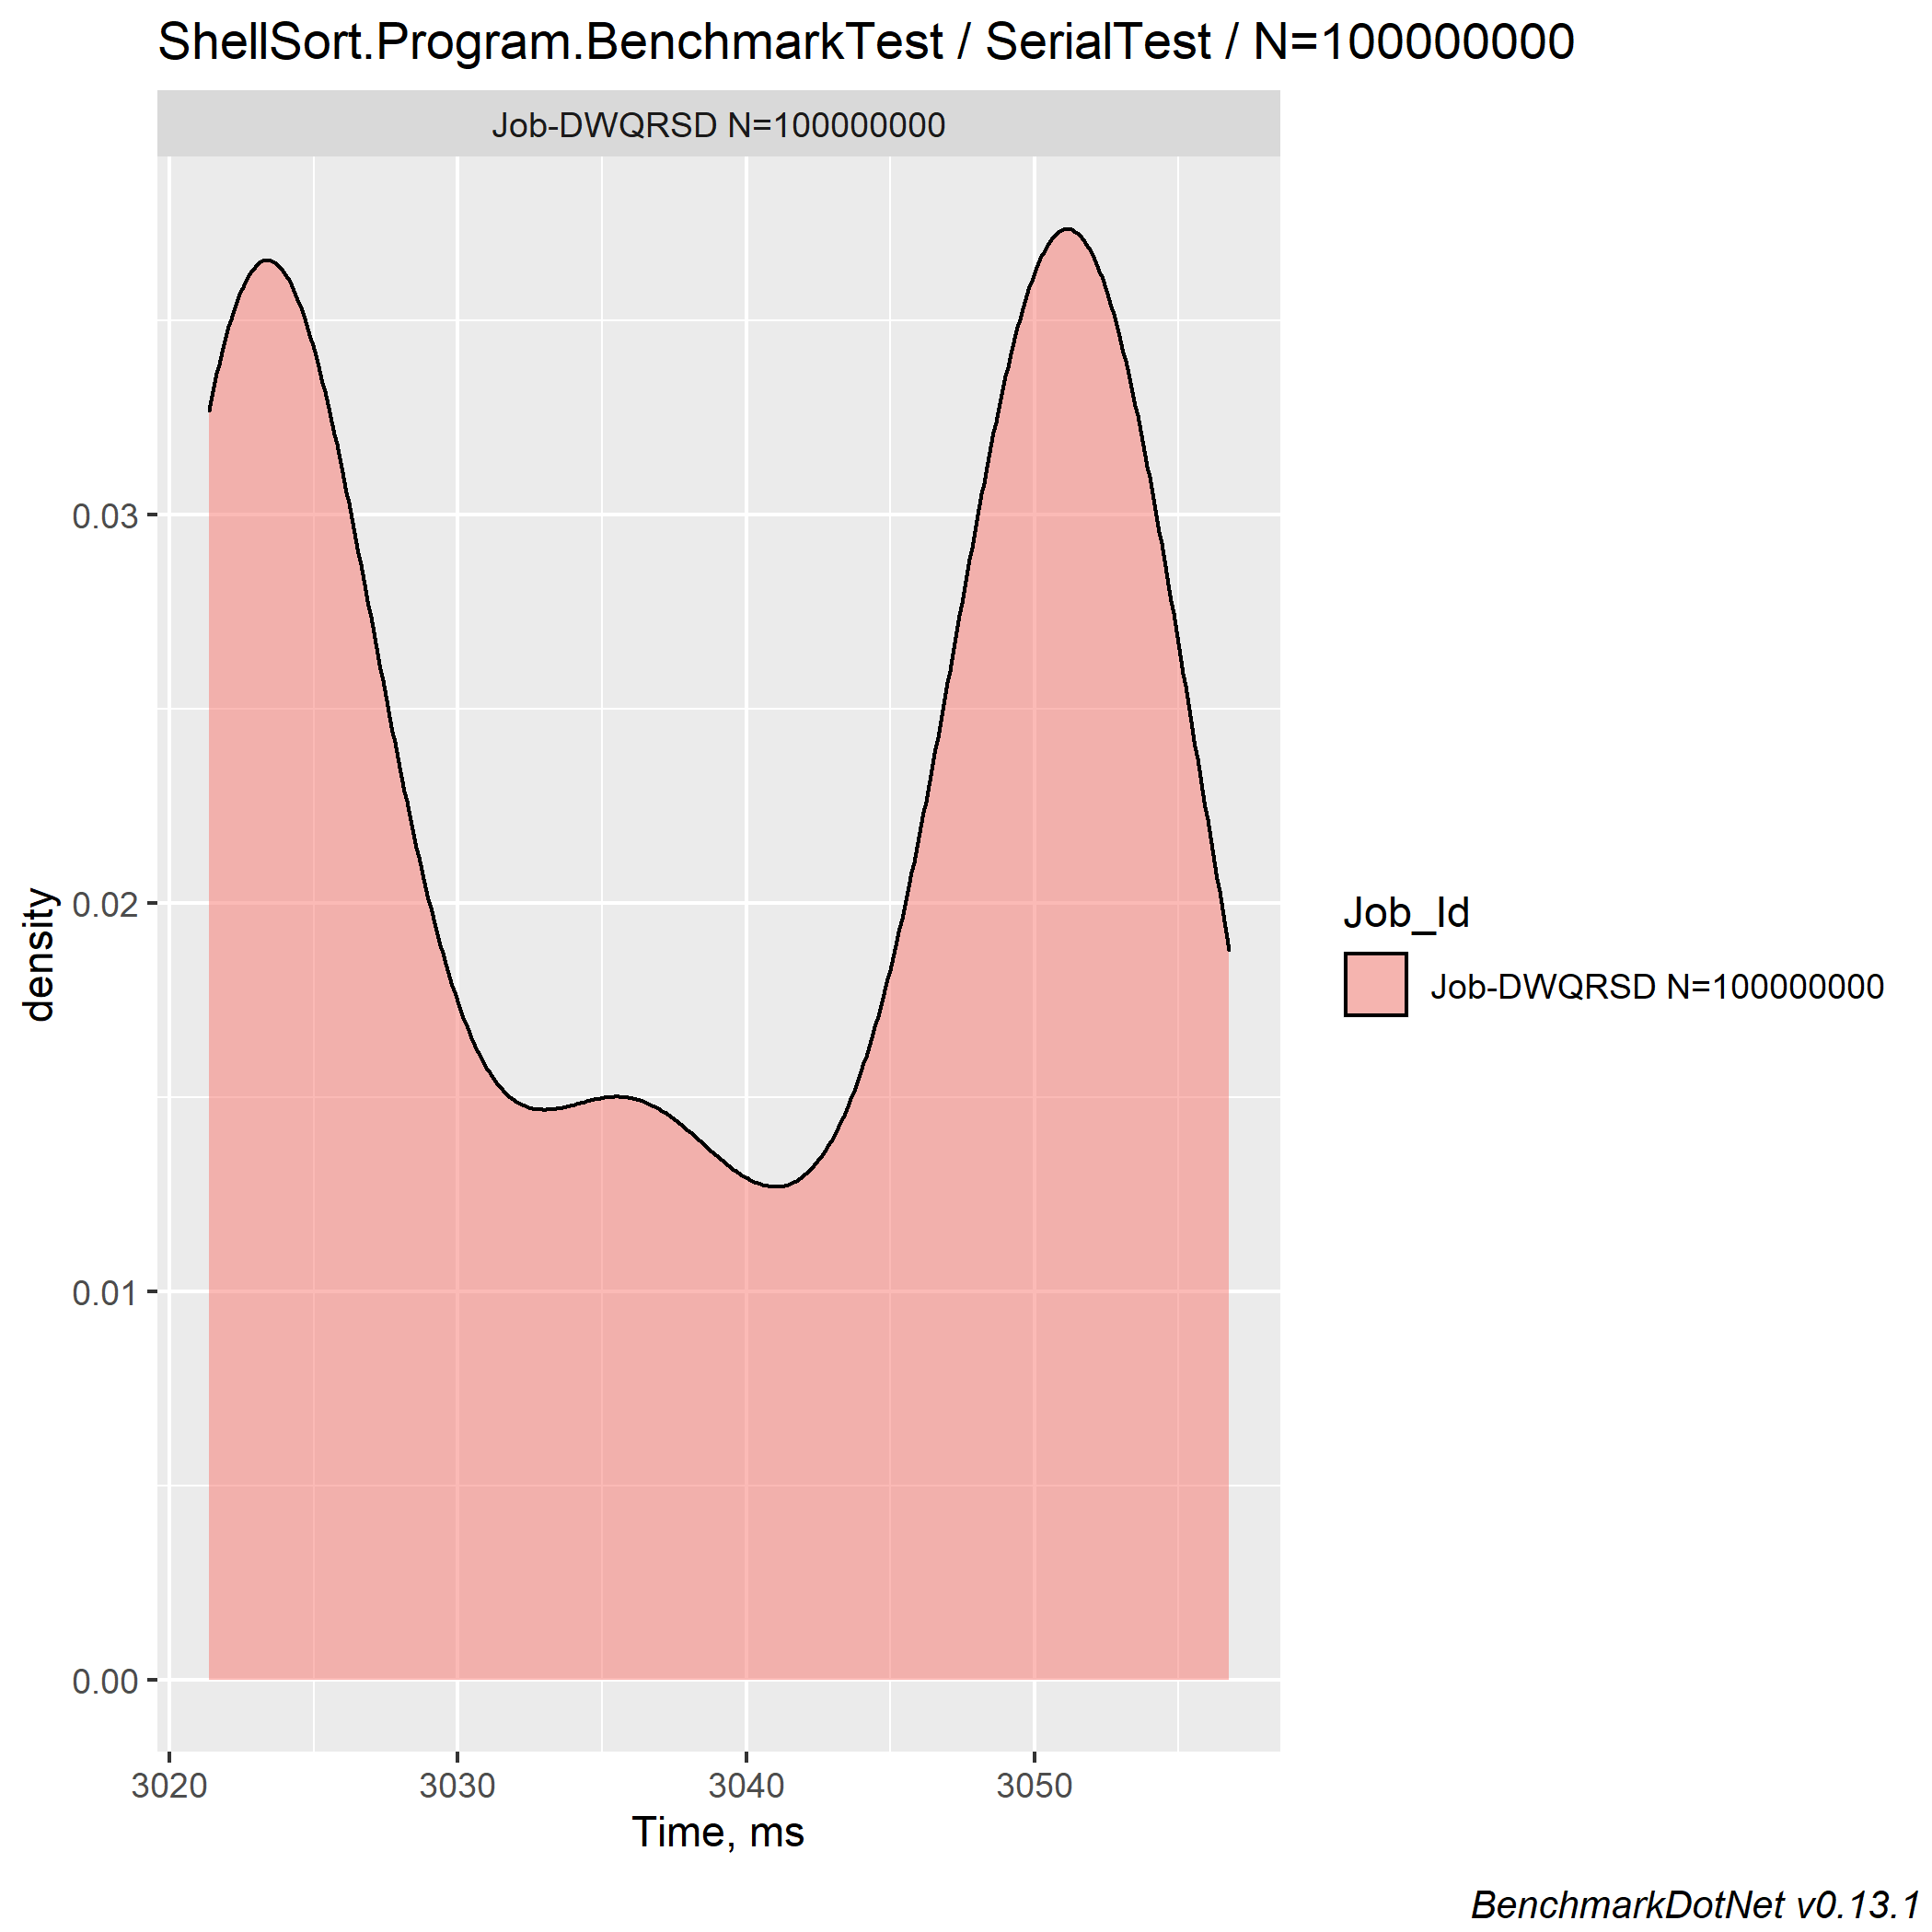 ShellSort.Program.BenchmarkTest / SerialTest / N=100000000
Job-DWQRSD N=100000000
0.03
0.02
0.01
0.00
density
3020 3030 3040 3050
Time, ms
Job_Id
Job-DWQRSD N=100000000
BenchmarkDotNet v0.13.1